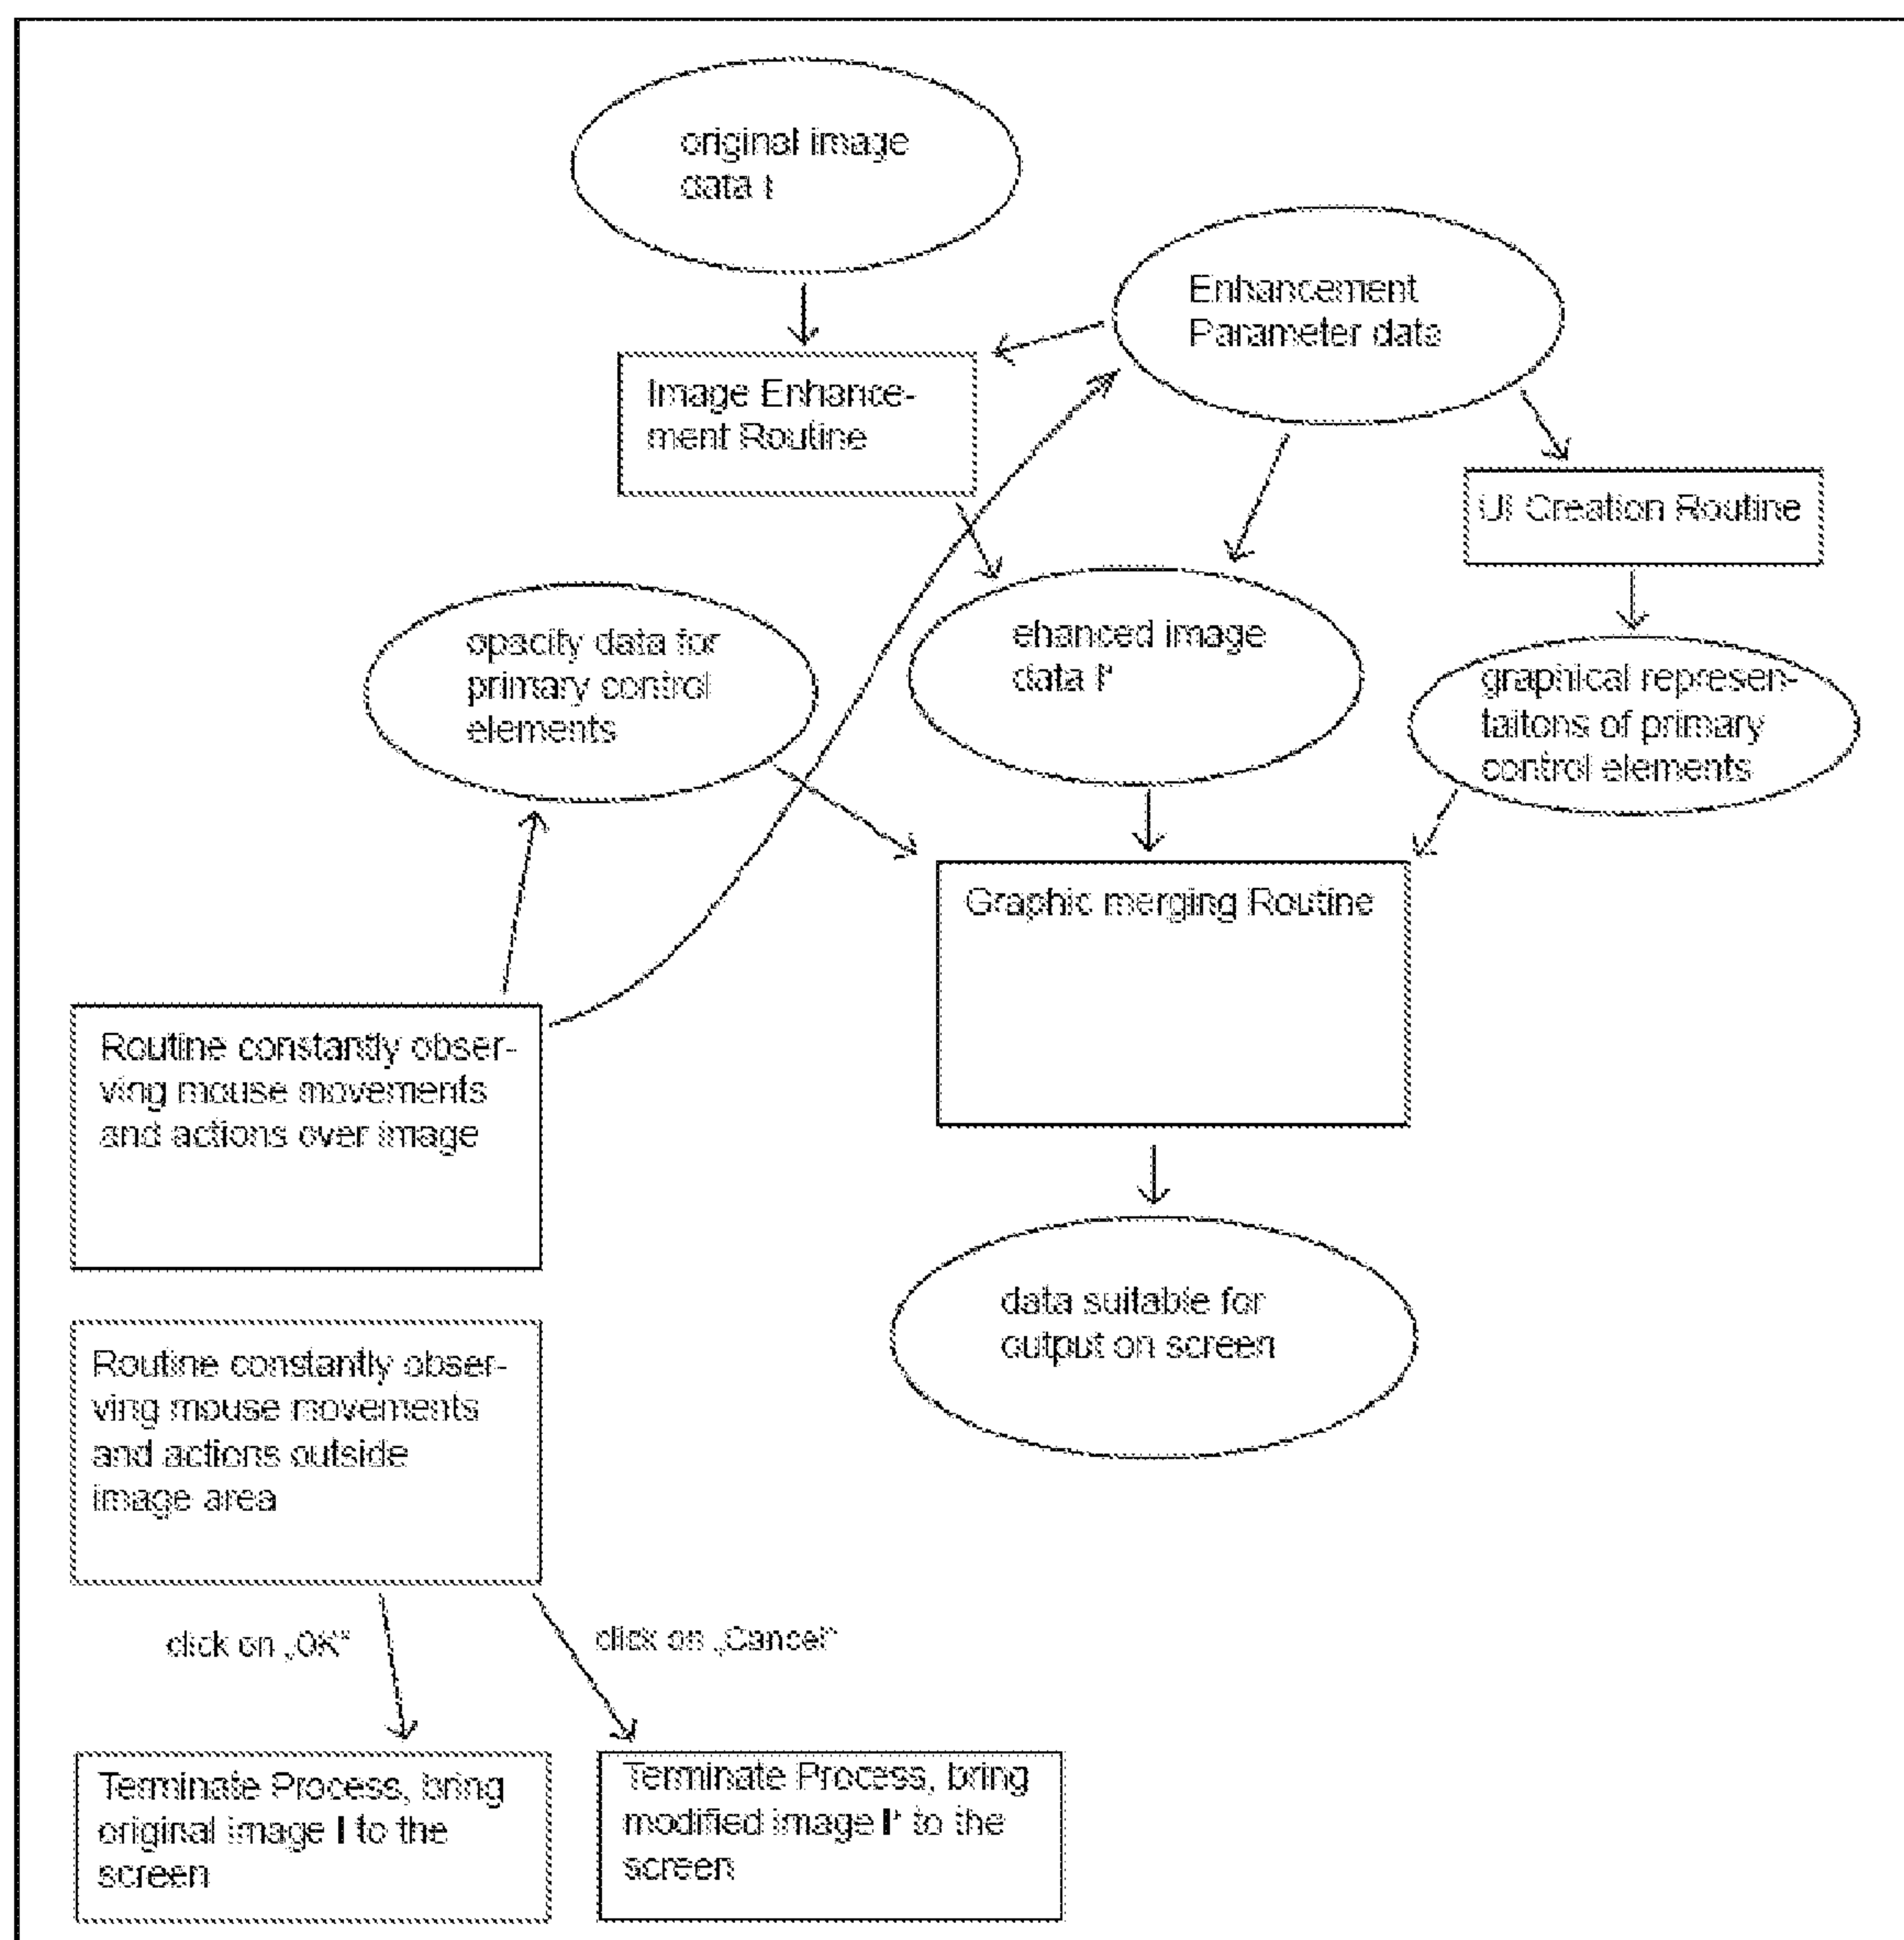 original image
data I
Enhancement
Parameter data
Image Enhance-
ment Routine
UI Creation Routine
opacity data for
primary control
elements
ehanced image
data I*
graphical represen-
taitons of primary
control elements
Graphic merging Routine
Routine constantly obser-
ving mouse movements
and actions over image
data suitable for
output on screen
Routine constantly obser-
ving mouse movements
and actions outside
image area
click on „OK“
click on „Cancel“
Terminate Process, bring
original image I to the
screen
Terminate Process, bring
modified image I* to the
screen